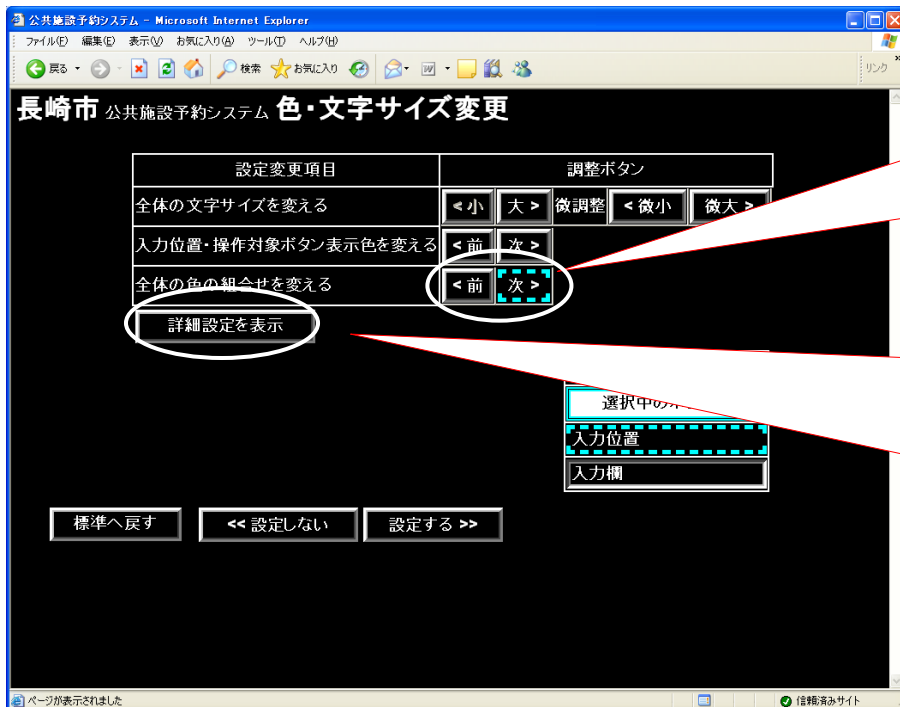 公共施設予約システム - Microsoft Internet Explorer
ファイル(F) 編集(E) 表示(V) お気に入り(A) ツール(T) ヘルプ(H)
戻る 検索 お気に入り リンク »
長崎市 公共施設予約システム 色・文字サイズ変更
設定変更項目 調整ボタン
全体の文字サイズを変える <小 大> 微調整 <微小 微大>
入力位置・操作対象ボタン表示色を変える <前 次>
全体の色の組合せを変える <前 次>
詳細設定を表示
選択中の
入力位置
入力欄
標準へ戻す << 設定しない 設定する >>
ページが表示されました 信頼済みサイト